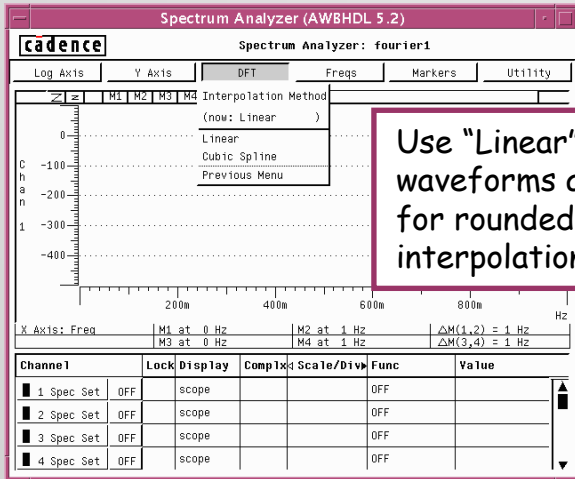 Spectrum Analyzer (AWBHDL 5.2)
cādence Spectrum Analyzer: fourier1
Log Axis Y Axis DFT Freqs Markers Utility
Z z M1 M2 M3 M4
Interpolation Method
(now: Linear )
Linear
Cubic Spline
Previous Menu
Use “Linear”
waveforms
for rounded
interpolation
Chan 1
0
-100
-200
-300
-400
200m 400m 600m 800m
Hz
X Axis: Freq M1 at 0 Hz M2 at 1 Hz △M(1,2) = 1 Hz
M3 at 0 Hz M4 at 1 Hz △M(3,4) = 1 Hz
Channel Lock Display Complx Scale/Div Func Value
1 Spec Set OFF scope OFF
2 Spec Set OFF scope OFF
3 Spec Set OFF scope OFF
4 Spec Set OFF scope OFF